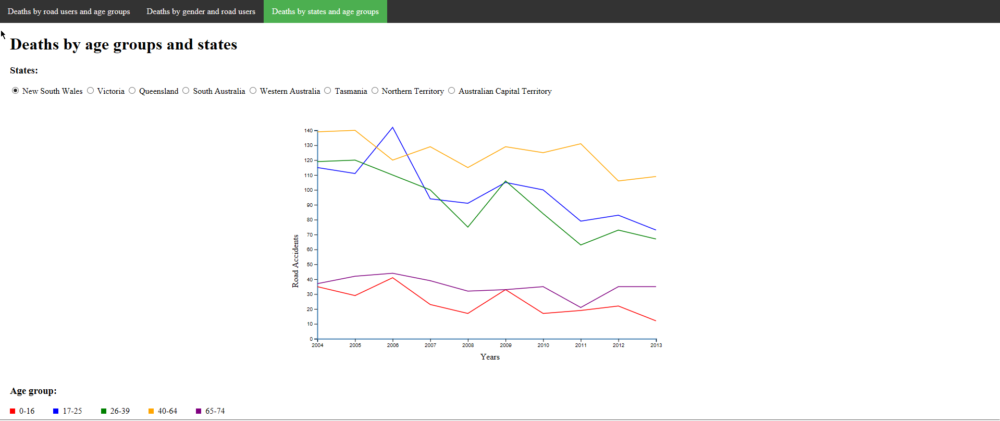 Deaths by road users and age groups Deaths by gender and road users Deaths by states and age groups
Deaths by age groups and states
States:
New South Wales Victoria Queensland South Australia Western Australia Tasmania Northern Territory Australian Capital Territory
140
130
120
110
100
90
80
70
60
50
40
30
20
10
0
Road Accidents
2004 2005 2006 2007 2008 2009 2010 2011 2012 2013
Years
Age group:
0-16 17-25 26-39 40-64 65-74